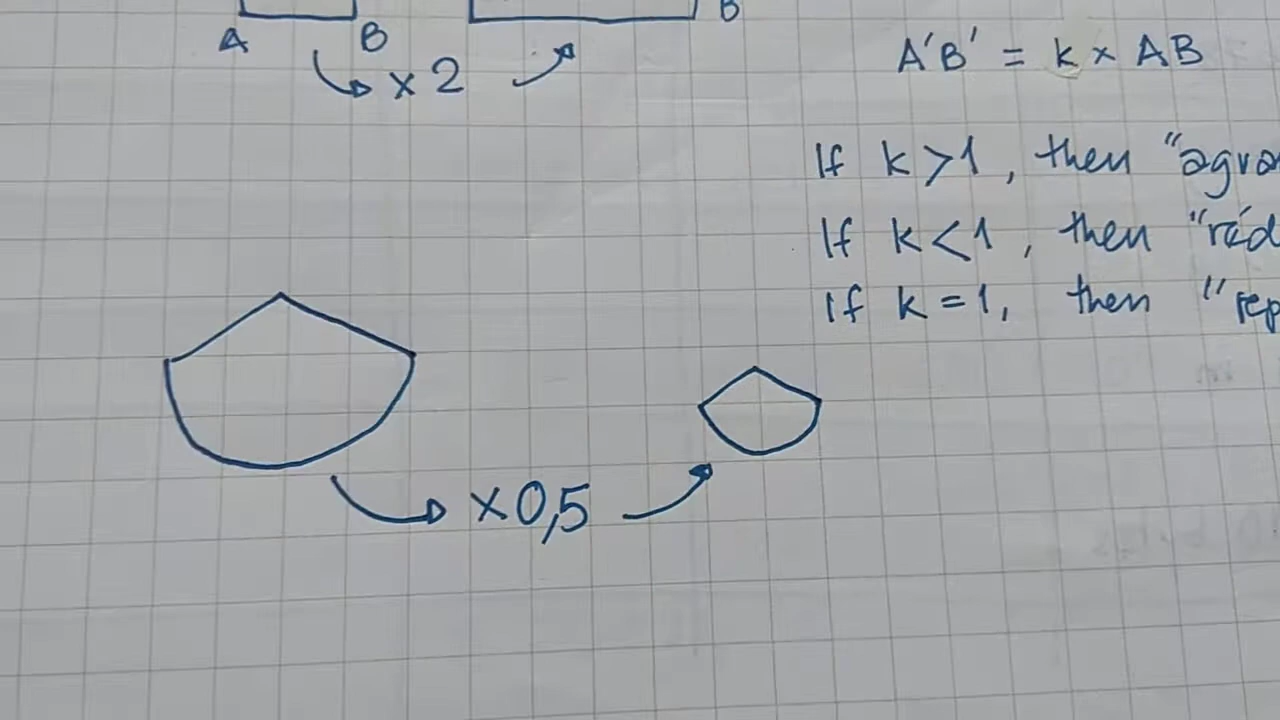 A B B
× 2
A'B' = k × AB
If k > 1, then
If k < 1, then
If k = 1, then
× 0,5